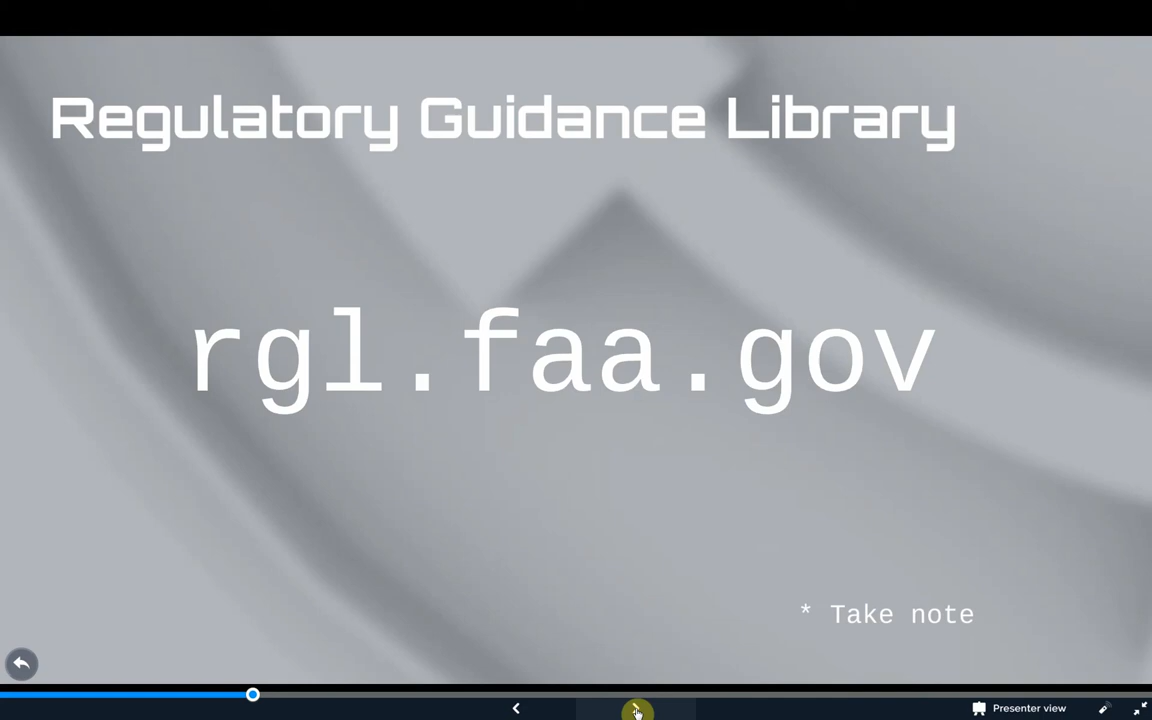 Regulatory Guidance Library
rgl.faa.gov
* Take note
Presenter view